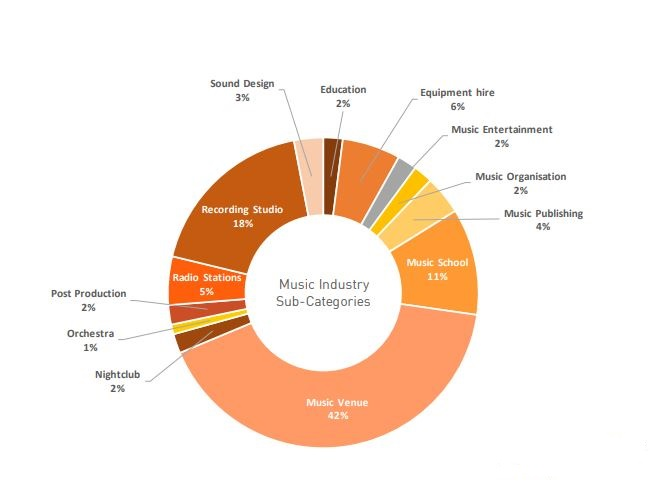 Sound Design
3%
Education
2%
Equipment hire
6%
Music Entertainment
2%
Music Organisation
2%
Music Publishing
4%
Music School
11%
Music Venue
42%
Nightclub
2%
Orchestra
1%
Post Production
2%
Radio Stations
5%
Recording Studio
18%
Music Industry
Sub-Categories